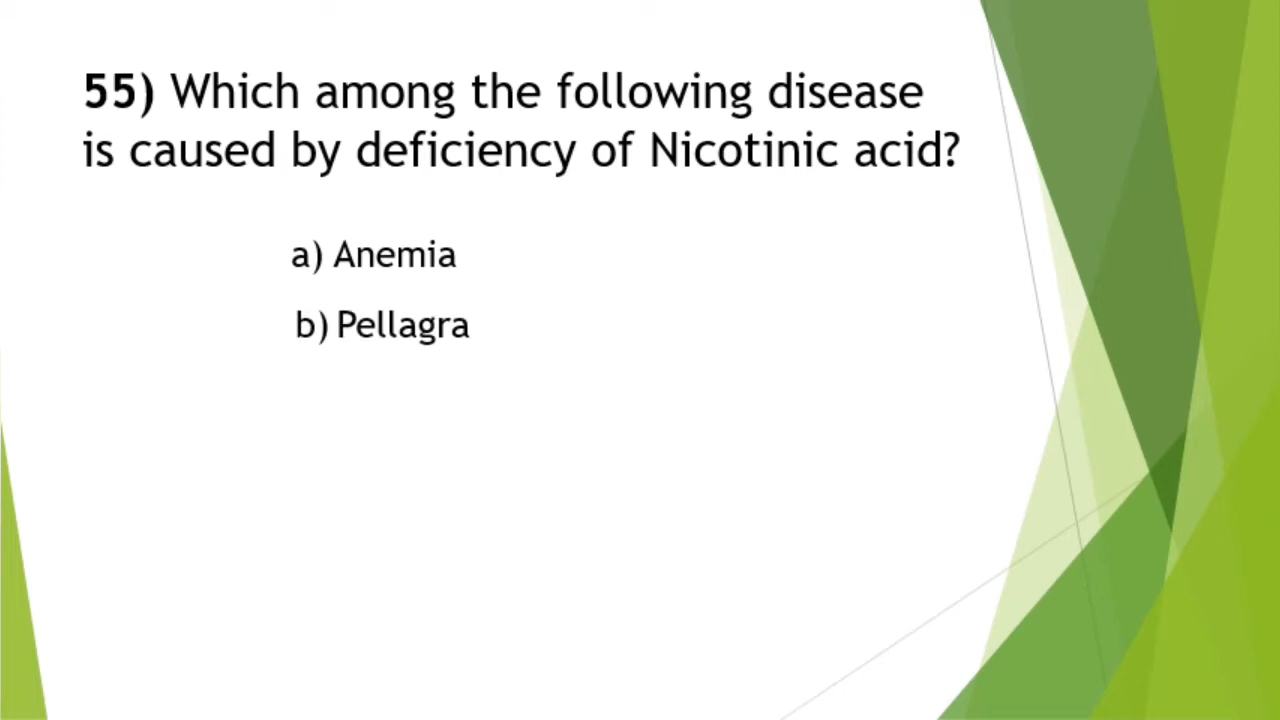 55) Which among the following disease
is caused by deficiency of Nicotinic acid?
a) Anemia
b) Pellagra